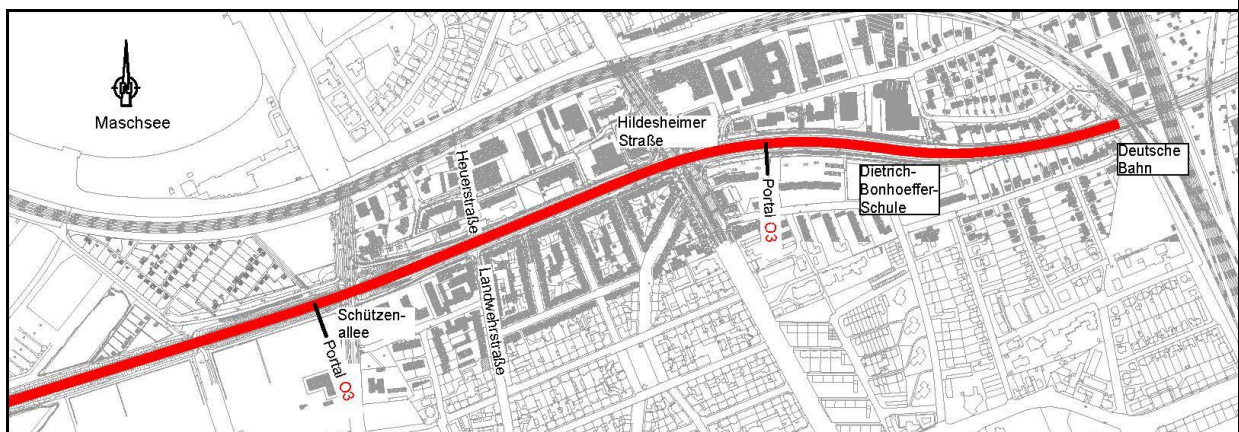 Maschsee
Hildesheimer
Straße
Heuerstraße
Portal O3
Dietrich-
Bonhoeffer-
Schule
Deutsche
Bahn
Landwehrstraße
Schützen-
allee
Portal O3